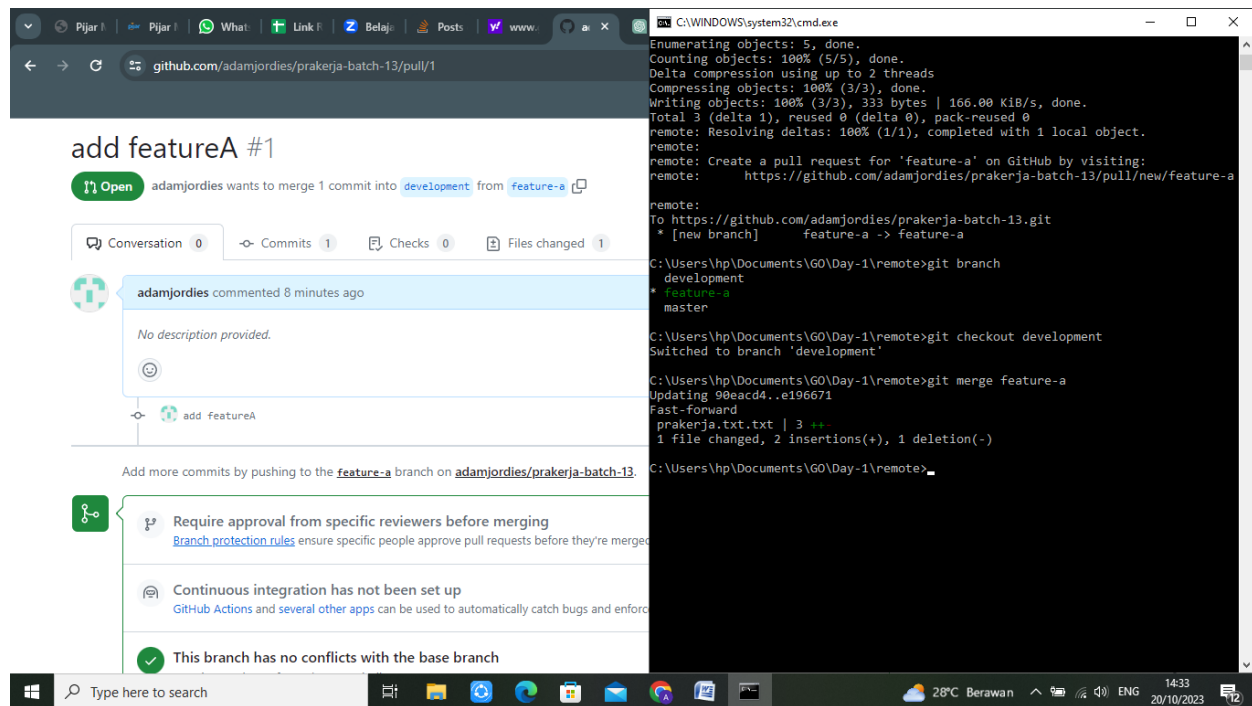 Pijar
Pijar
What
Link R
Belaj
Posts
www.
C:\WINDOWS\system32\cmd.exe
github.com/adamjordies/prakerja-batch-13/pull/1
add featureA #1
Open adamjordies wants to merge 1 commit into development from feature-a
Conversation 0 Commits 1 Checks 0 Files changed 1
adamjordies commented 8 minutes ago
No description provided.
add featureA
Add more commits by pushing to the feature-a branch on adamjordies/prakerja-batch-13.
Require approval from specific reviewers before merging
Branch protection rules ensure specific people approve pull requests before they're merged
Continuous integration has not been set up
GitHub Actions and several other apps can be used to automatically catch bugs and enforc
This branch has no conflicts with the base branch
Enumerating objects: 5, done.
Counting objects: 100% (5/5), done.
Delta compression using up to 2 threads
Compressing objects: 100% (3/3), done.
Writing objects: 100% (3/3), 333 bytes | 166.00 KiB/s, done.
Total 3 (delta 1), reused 0 (delta 0), pack-reused 0
remote: Resolving deltas: 100% (1/1), completed with 1 local object.
remote:
remote: Create a pull request for 'feature-a' on GitHub by visiting:
remote:      https://github.com/adamjordies/prakerja-batch-13/pull/new/feature-a
remote:
To https://github.com/adamjordies/prakerja-batch-13.git
 * [new branch]      feature-a -> feature-a
C:\Users\hp\Documents\GO\Day-1\remote>git branch
  development
* feature-a
  master
C:\Users\hp\Documents\GO\Day-1\remote>git checkout development
Switched to branch 'development'
C:\Users\hp\Documents\GO\Day-1\remote>git merge feature-a
Updating 90eacd4..e196671
Fast-forward
 prakerja.txt.txt | 3 ++-
 1 file changed, 2 insertions(+), 1 deletion(-)
C:\Users\hp\Documents\GO\Day-1\remote>
Type here to search
28°C Berawan
ENG
14:33
20/10/2023
12